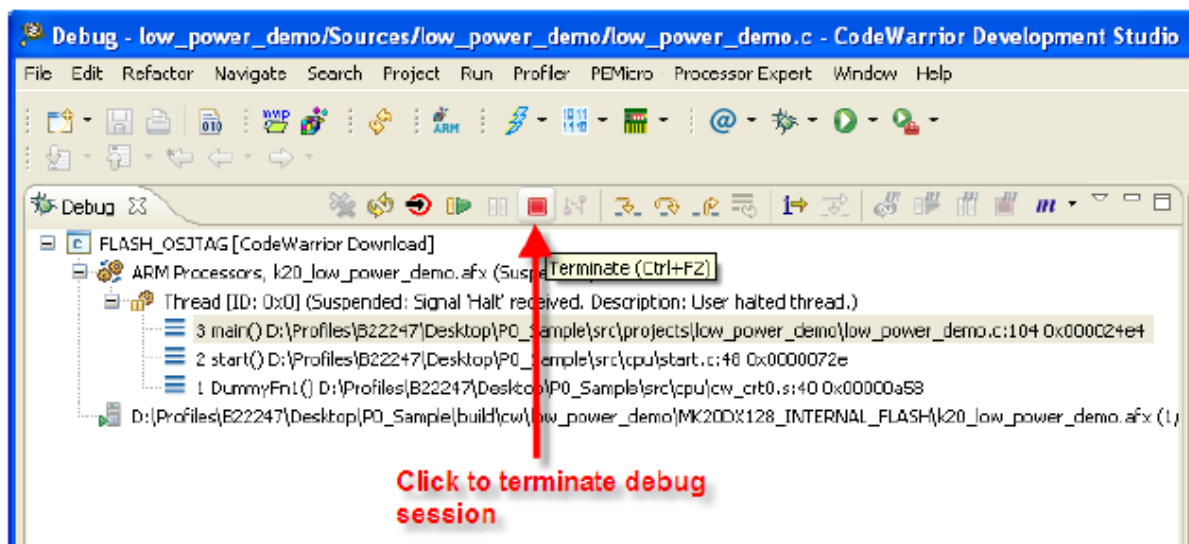 Debug - low_power_demo/Sources/low_power_demo/low_power_demo.c - CodeWarrior Development Studio
File Edit Refactor Navigate Search Project Run Profiler PEMicro Processor Expert Window Help
ARM
Debug
FLASH_OSJTAG [CodeWarrior Download]
ARM Processors, k20_low_power_demo.afx (Suspe
Terminate (Ctrl+F2)
Thread [ID: 0x0] (Suspended: Signal 'Halt' received. Description: User halted thread.)
3 main() D:\Profiles\B22247\Desktop\P0_Sample\src\projects\low_power_demo\low_power_demo.c:104 0x000024e4
2 start() D:\Profiles\B22247\Desktop\P0_Sample\src\cpu\start.c:48 0x0000072e
1 DummyFn1() D:\Profiles\B22247\Desktop\P0_Sample\src\cpu\cw_crt0.s:40 0x00000a58
D:\Profiles\B22247\Desktop\P0_Sample\build\cw\low_power_demo\MK20DX128_INTERNAL_FLASH\k20_low_power_demo.afx (1/
Click to terminate debug
session